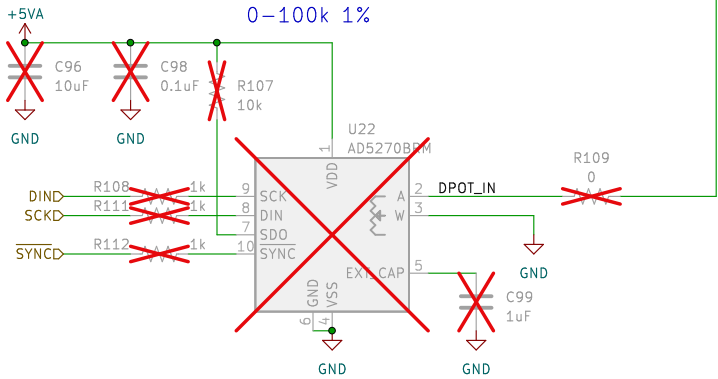 +5VA
0-100k 1%
C96
10uF
GND
C98
0.1uF
GND
R107
10k
U22
AD5270BRM
1
VDD
R108
1k
DIN
9
SCK
A
2
DPOT_IN
R109
0
R111
1k
SCK
8
DIN
W
3
GND
7
SDO
R112
1k
SYNC
10
SYNC
EXT_CAP
5
C99
1uF
GND
GND
VSS
6
4
GND